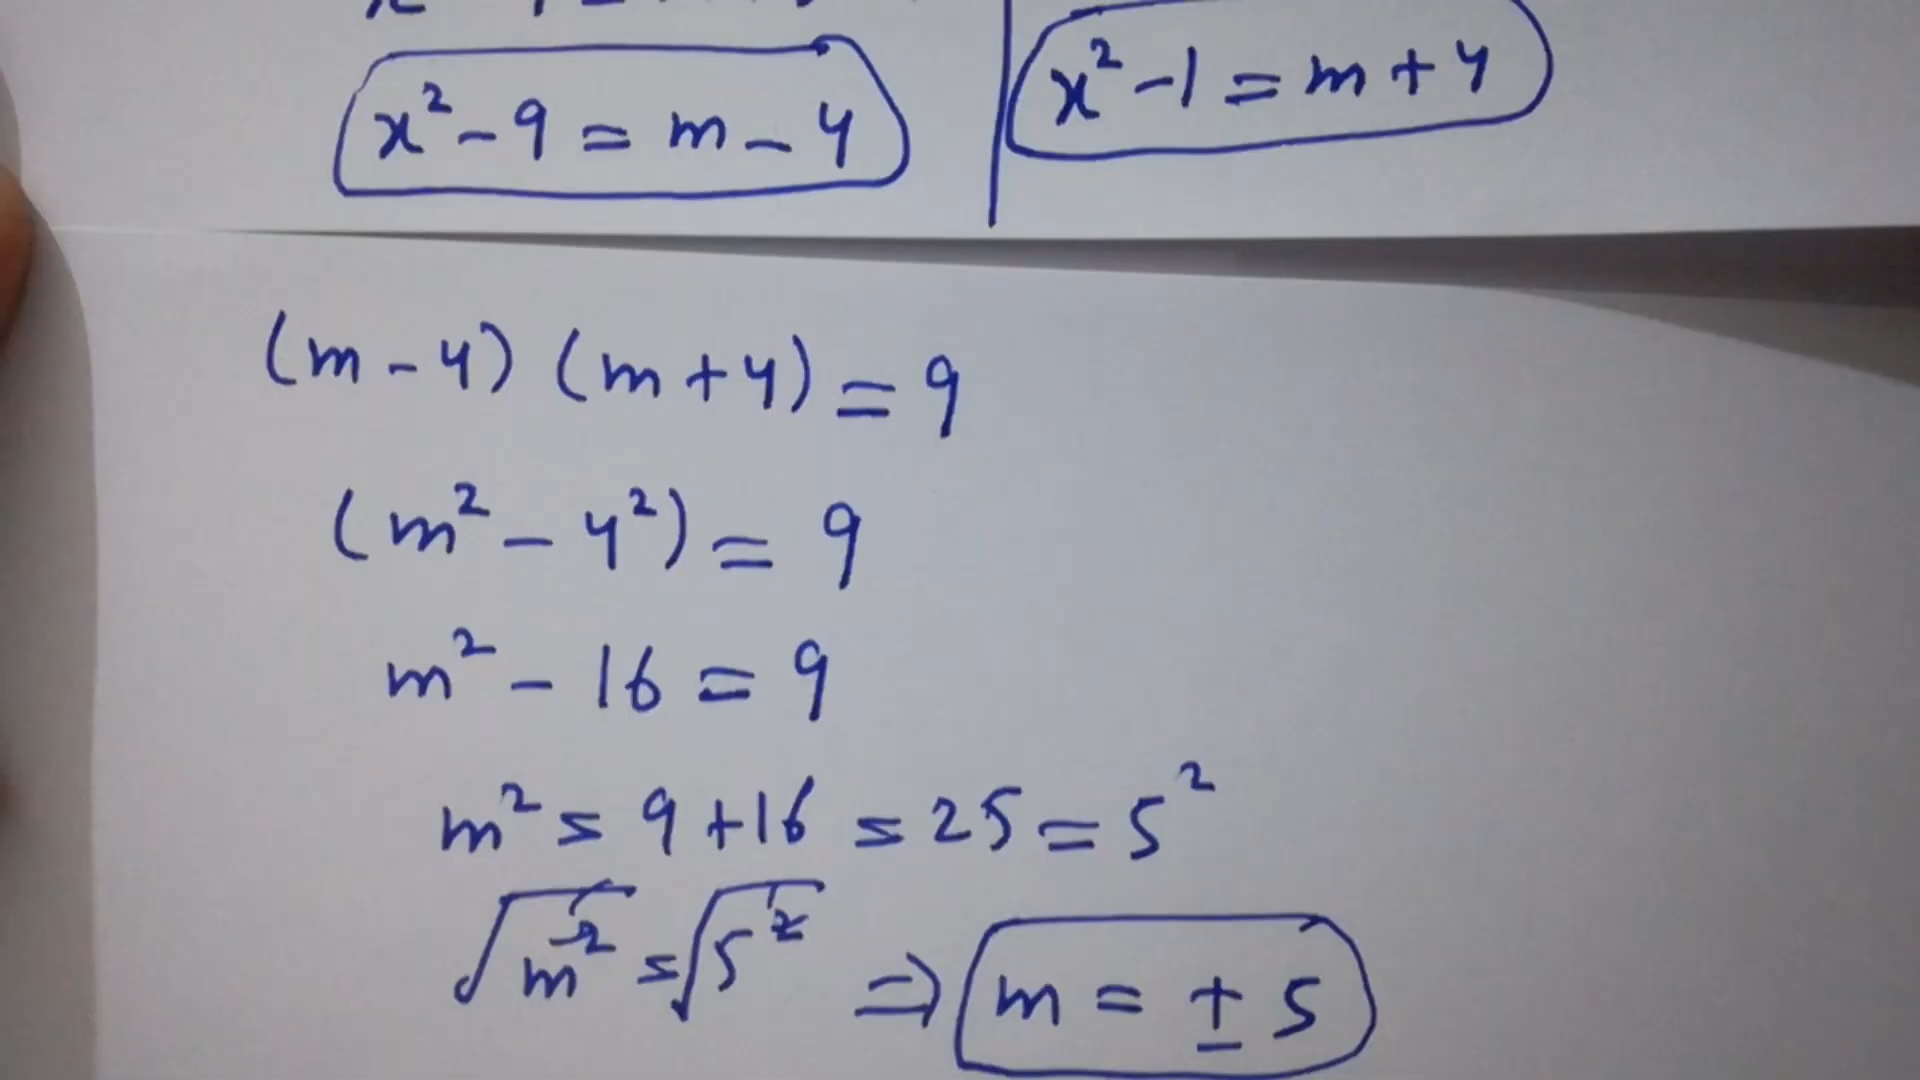 x² - 9 = m - 4
x² - 1 = m + 4
(m - 4) (m + 4) = 9
(m² - 4²) = 9
m² - 16 = 9
m² = 9 + 16 = 25 = 5²
√m² = √5² ⇒ m = ± 5